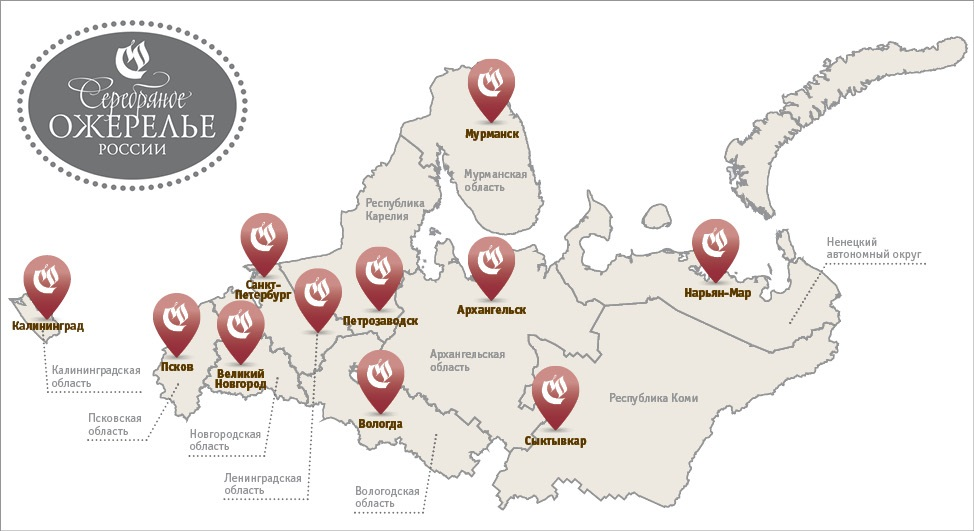 Серебряное
ОЖЕРЕЛЬЕ
РОССИИ
Мурманск
Мурманская
область
Республика
Карелия
Ненецкий
автономный округ
Санкт-
Петербург
Нарьян-Мар
Архангельск
Петрозаводск
Калининград
Архангельская
область
Псков
Великий
Новгород
Калининградская
область
Республика Коми
Вологда
Псковская
область
Сыктывкар
Новгородская
область
Ленинградская
область
Вологодская
область